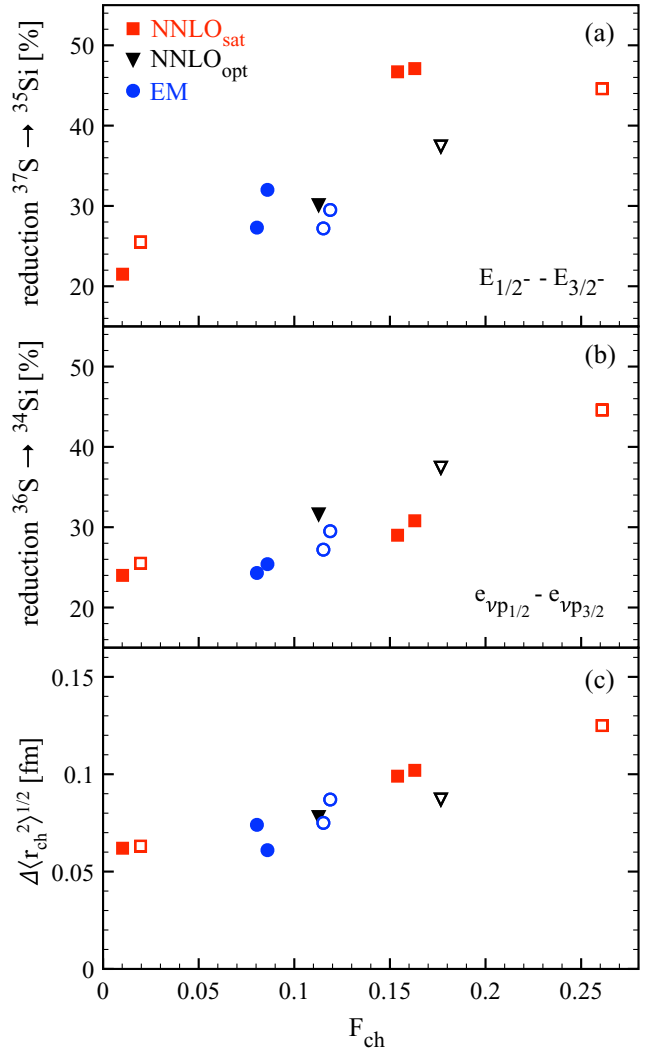 NNLOsat
NNLOopt
EM
(a)
reduction ³⁷S → ³⁵Si [%]
50
40
30
20
E1/2- - E3/2-
(b)
reduction ³⁶S → ³⁴Si [%]
50
40
30
20
eνp1/2 - eνp3/2
(c)
Δ⟨rch²⟩¹/² [fm]
0.15
0.1
0.05
0
0
0.05
0.1
0.15
0.2
0.25
Fch